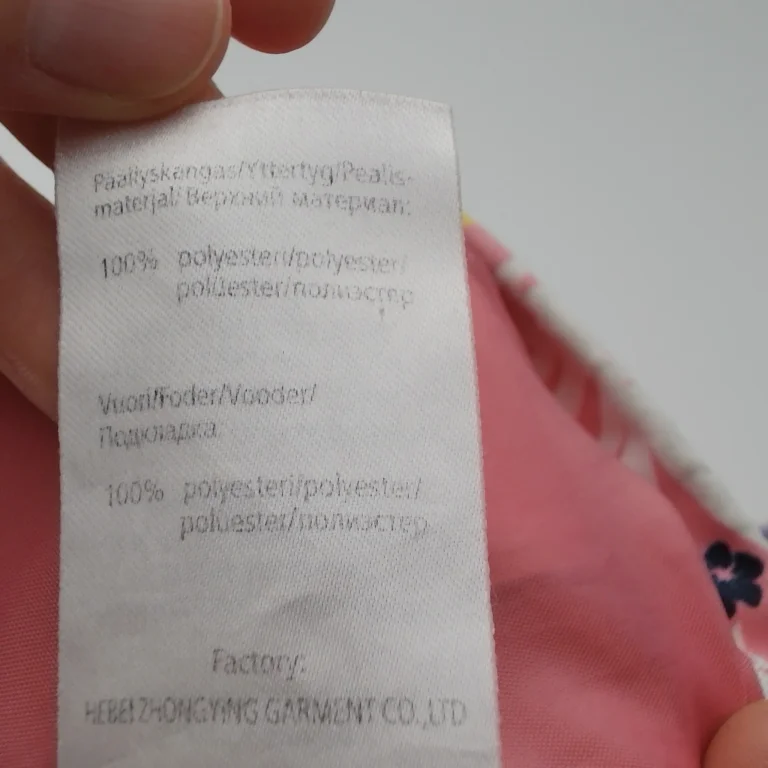 Päällyskangas/Yttertyg/Pealis-
materjal/ Верхний материал:
100% polyesteri/polyester/
polüester/полиэстер
Vuori/Foder/Vooder/
Подкладка:
100% polyesteri/polyester/
polüester/полиэстер
Factory:
HEBEI ZHONGYING GARMENT CO.,LTD